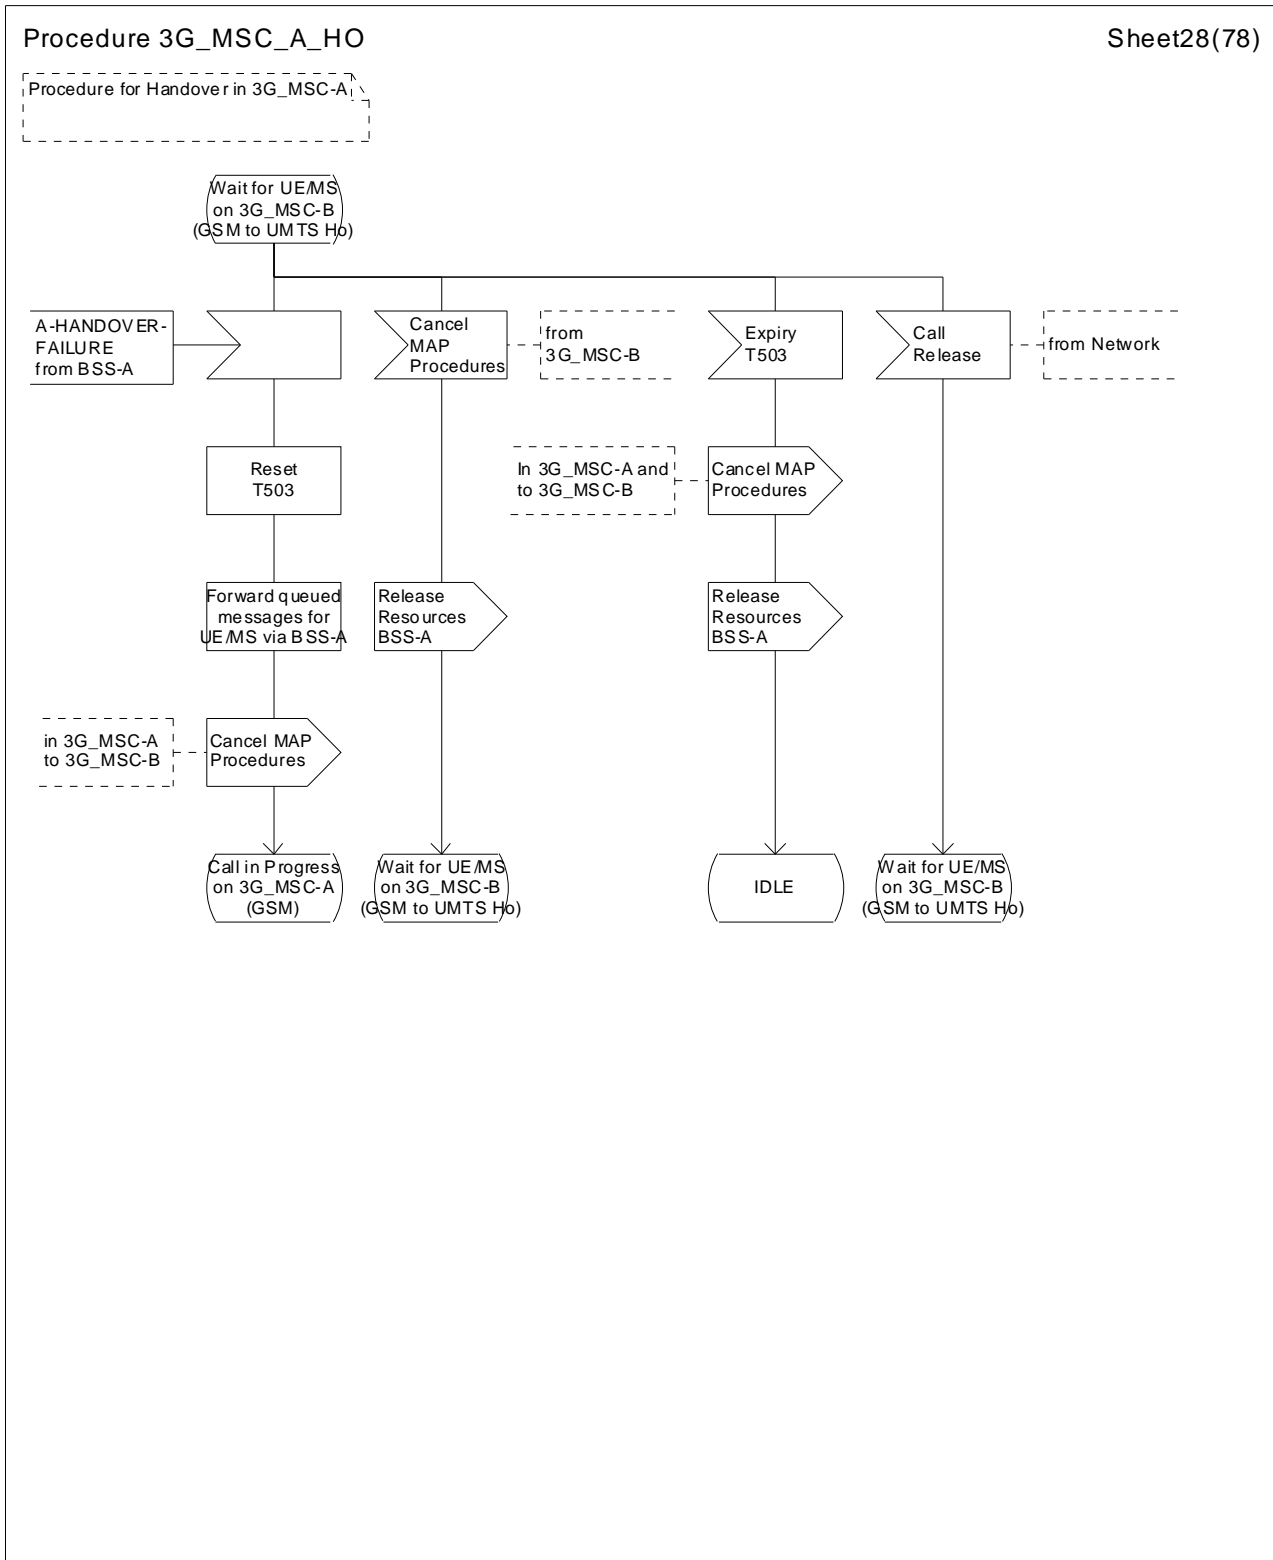 Procedure 3G_MSC_A_HO
Sheet28(78)
Procedure for Handover in 3G_MSC-A
Wait for UE/MS
on 3G_MSC-B
(GSM to UMTS Ho)
A-HANDOVER-
FAILURE
from BSS-A
Cancel
MAP
Procedures
from
3G_MSC-B
Expiry
T503
Call
Release
from Network
Reset
T503
In 3G_MSC-A and
to 3G_MSC-B
Cancel MAP
Procedures
Forward queued
messages for
UE/MS via BSS-A
Release
Resources
BSS-A
Release
Resources
BSS-A
in 3G_MSC-A
to 3G_MSC-B
Cancel MAP
Procedures
Call in Progress
on 3G_MSC-A
(GSM)
Wait for UE/MS
on 3G_MSC-B
(GSM to UMTS Ho)
IDLE
Wait for UE/MS
on 3G_MSC-B
(GSM to UMTS Ho)